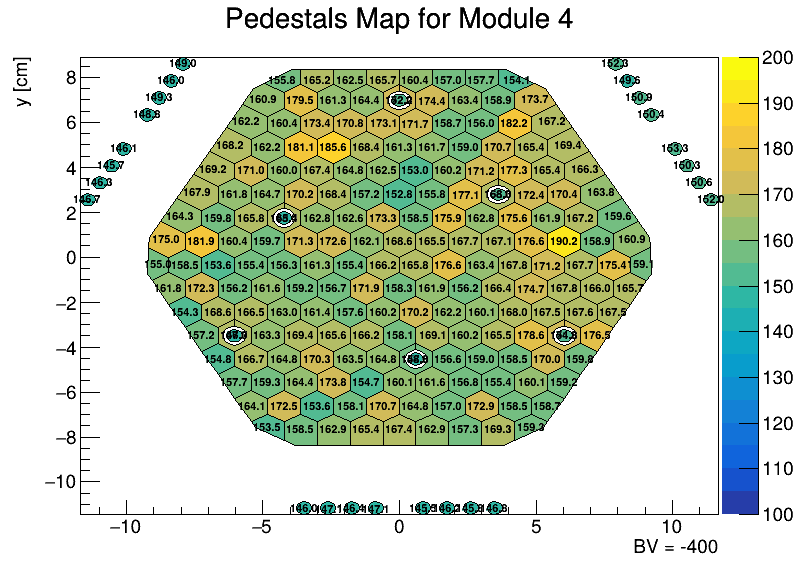 Pedestals Map for Module 4
y [cm]
8
6
4
2
0
−2
−4
−6
−8
−10
149.0
146.0
149.3
148.8
146.1
145.7
146.3
146.7
152.3
149.6
150.9
150.4
153.3
150.3
150.6
152.0
155.8 165.2 162.5 165.7 160.4 157.0 157.7 154.1
160.9 179.5 161.3 164.4 174.4 163.4 158.9 173.7
162.2 160.4 173.4 170.8 173.1 171.7 158.7 156.0 182.2 167.2
168.2 162.2 181.1 185.6 168.4 161.3 161.7 159.0 170.7 165.4 169.4
169.2 171.0 160.0 168.4 161.5 153.0 160.2 171.2 177.3 163.3
167.9 161.8 164.7 170.2 168.4 157.2 152.8 155.8 177.1 172.4 170.4 163.8
164.3 159.8 165.8 162.8 162.6 173.3 158.5 175.9 162.8 175.6 161.9 167.2 159.6
175.0 181.9 160.4 159.7 171.3 172.6 162.1 168.6 165.5 167.7 167.1 176.6 190.2 158.9 160.9
155.0 158.5 153.6 155.4 156.3 161.3 155.4 166.2 165.8 176.6 163.4 167.8 171.2 167.7 175.4 159.1
161.8 172.3 156.2 161.6 159.2 156.7 171.9 158.3 161.9 156.2 166.4 174.7 167.8 166.0 165.7
154.3 168.6 166.5 168.7 157.6 160.2 170.2 162.2 160.1 168.0 167.5 167.6 167.5
157.2 163.3 169.4 165.6 166.2 158.1 169.1 160.2 165.5 178.6 176.5
154.8 166.7 164.8 170.3 163.5 164.8 156.6 159.0 158.5 170.0 159.8
157.7 159.3 164.4 173.8 154.7 160.1 161.6 156.8 155.4 160.1 159.2
164.1 172.5 153.6 158.1 170.7 164.8 157.0 172.9 158.5 158.7
153.5 158.5 162.9 165.4 167.4 162.9 157.3 169.3 159.3
−10 −5 0 5 10
BV = -400
200
190
180
170
160
150
140
130
120
110
100